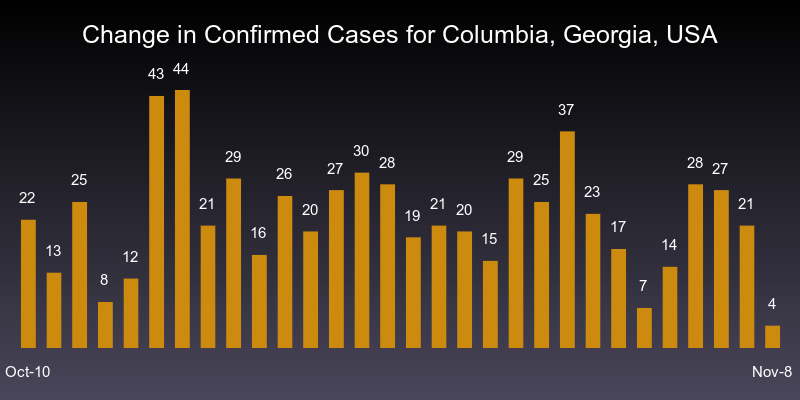 Change in Confirmed Cases for Columbia, Georgia, USA
22 13 25 8 12 43 44 21 29 16 26 20 27 30 28 19 21 20 15 29 25 37 23 17 7 14 28 27 21 4
Oct-10 Nov-8